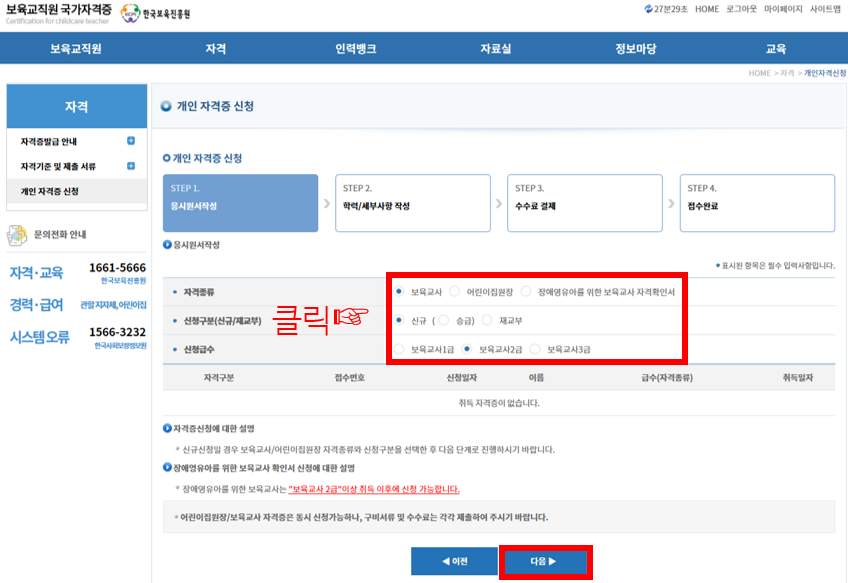 보육교직원 국가자격증
Certification for childcare teacher
KCPI 한국보육진흥원
27분29초 HOME 로그아웃 마이페이지 사이트맵
보육교직원 자격 인력뱅크 자료실 정보마당 교육
HOME > 자격 > 개인자격신청
자격
자격증발급 안내
자격기준 및 제출 서류
개인 자격증 신청
문의전화 안내
자격·교육 1661-5666
한국보육진흥원
경력·급여 관할 지자체, 어린이집
시스템 오류 1566-3232
한국사회보장정보원
개인 자격증 신청
개인 자격증 신청
STEP 1.
응시원서작성
STEP 2.
학력/세부사항 작성
STEP 3.
수수료 결제
STEP 4.
접수완료
응시원서작성
• 표시된 항목은 필수 입력사항입니다.
• 자격종류 보육교사 어린이집원장 장애영유아를 위한 보육교사 자격확인서
• 신청구분(신규/재교부) 신규 ( 승급) 재교부
클릭☞
• 신청급수 보육교사1급 보육교사2급 보육교사3급
자격구분 접수번호 신청일자 이름 급수(자격종류) 취득일자
취득 자격증이 없습니다.
자격증신청에 대한 설명
* 신규신청일 경우 보육교사/어린이집원장 자격종류와 신청구분을 선택한 후 다음 단계로 진행하시기 바랍니다.
장애영유아를 위한 보육교사 확인서 신청에 대한 설명
* 장애영유아를 위한 보육교사는 "보육교사 2급"이상 취득 이후에 신청 가능합니다.
* 어린이집원장/보육교사 자격증은 동시 신청가능하나, 구비서류 및 수수료는 각각 제출하여 주시기 바랍니다.
◀ 이전 다음 ▶